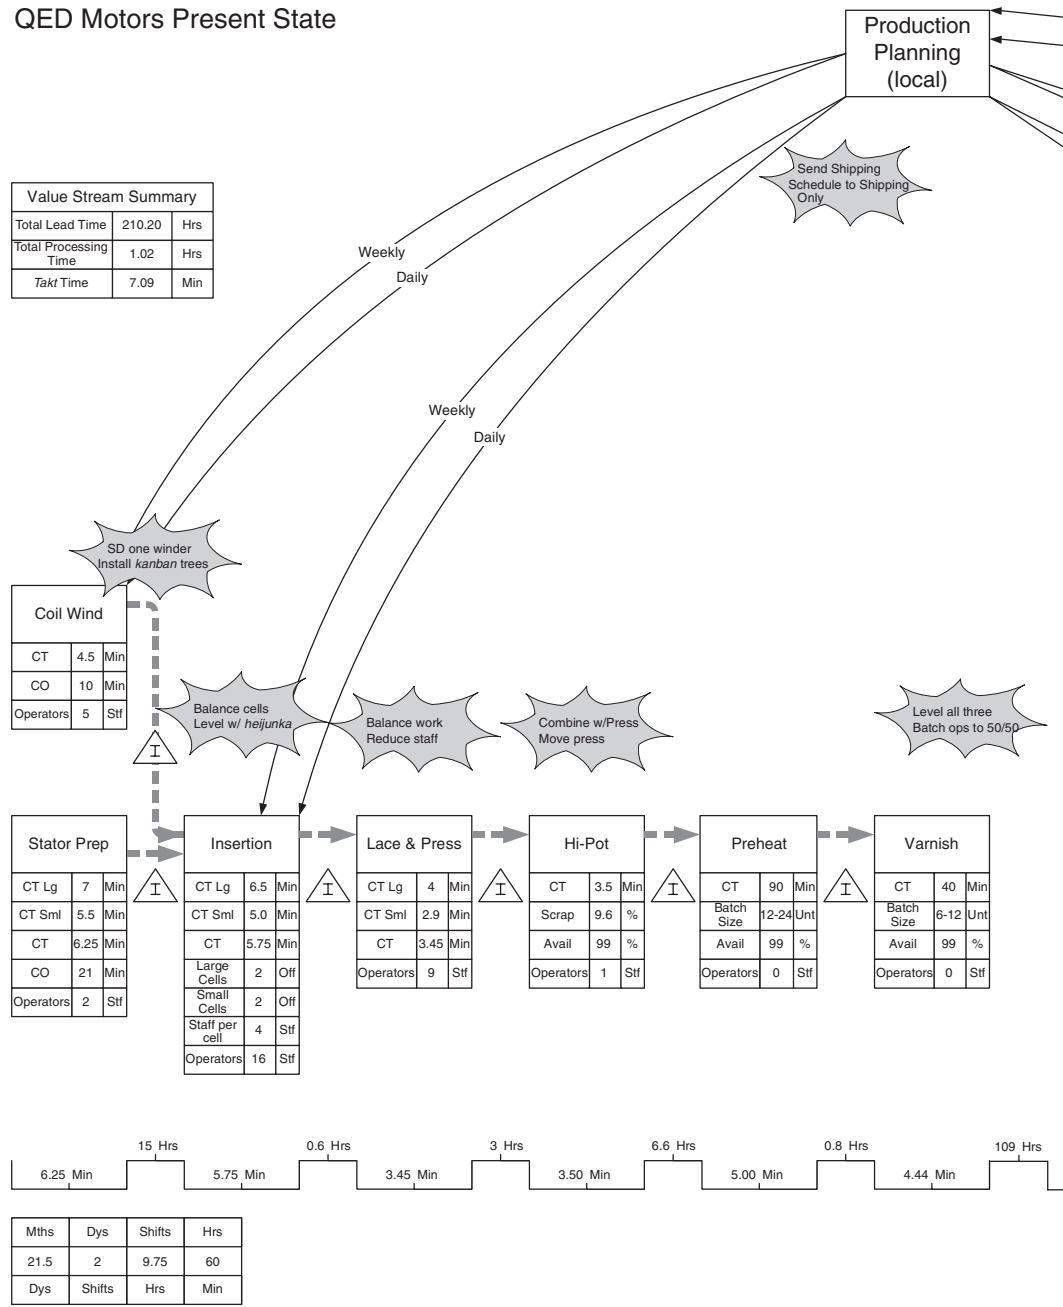 QED Motors Present State
Production
Planning
(local)
Send Shipping
Schedule to Shipping
Only
Value Stream Summary
Total Lead Time 210.20 Hrs
Total Processing
Time 1.02 Hrs
Takt Time 7.09 Min
Weekly
Daily
Weekly
Daily
SD one winder
Install kanban trees
Coil Wind
CT 4.5 Min
CO 10 Min
Operators 5 Stf
I
Balance cells
Level w/ heijunka
Balance work
Reduce staff
Combine w/Press
Move press
Level all three
Batch ops to 50/50
Stator Prep
CT Lg 7 Min
CT Sml 5.5 Min
CT 6.25 Min
CO 21 Min
Operators 2 Stf
I
Insertion
CT Lg 6.5 Min
CT Sml 5.0 Min
CT 5.75 Min
Large
Cells 2 Off
Small
Cells 2 Off
Staff per
cell 4 Stf
Operators 16 Stf
I
Lace & Press
CT Lg 4 Min
CT Sml 2.9 Min
CT 3.45 Min
Operators 9 Stf
I
Hi-Pot
CT 3.5 Min
Scrap 9.6 %
Avail 99 %
Operators 1 Stf
I
Preheat
CT 90 Min
Batch
Size 12-24 Unt
Avail 99 %
Operators 0 Stf
I
Varnish
CT 40 Min
Batch
Size 6-12 Unt
Avail 99 %
Operators 0 Stf
15 Hrs 0.6 Hrs 3 Hrs 6.6 Hrs 0.8 Hrs 109 Hrs
6.25 Min 5.75 Min 3.45 Min 3.50 Min 5.00 Min 4.44 Min
Mths Dys Shifts Hrs
21.5 2 9.75 60
Dys Shifts Hrs Min